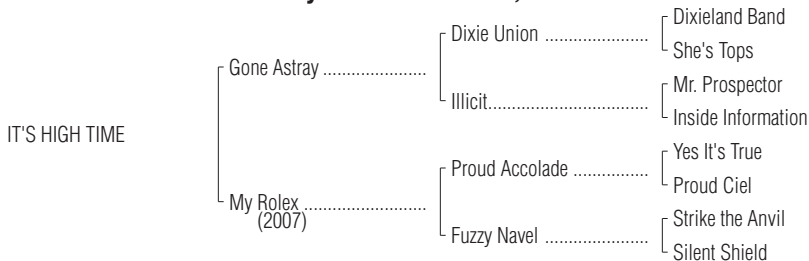 Dixieland Band
Dixie Union ......................
She's Tops
Gone Astray ......................
Mr. Prospector
Illicit..................................
Inside Information
IT'S HIGH TIME
Yes It's True
Proud Accolade ................
Proud Ciel
My Rolex ..........................
(2007)
Strike the Anvil
Fuzzy Navel ......................
Silent Shield